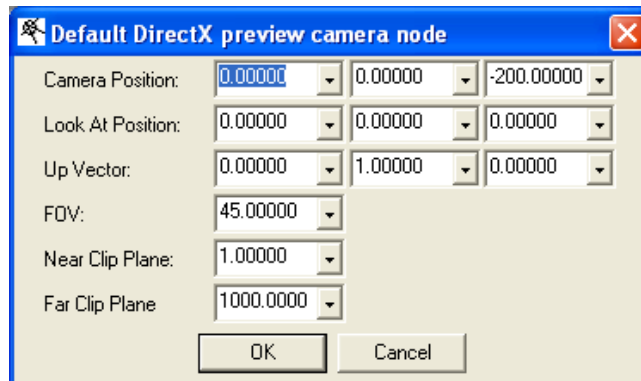 Default DirectX preview camera node
Camera Position: 0.00000 0.00000 -200.00000
Look At Position: 0.00000 0.00000 0.00000
Up Vector: 0.00000 1.00000 0.00000
FOV: 45.00000
Near Clip Plane: 1.00000
Far Clip Plane 1000.0000
OK Cancel